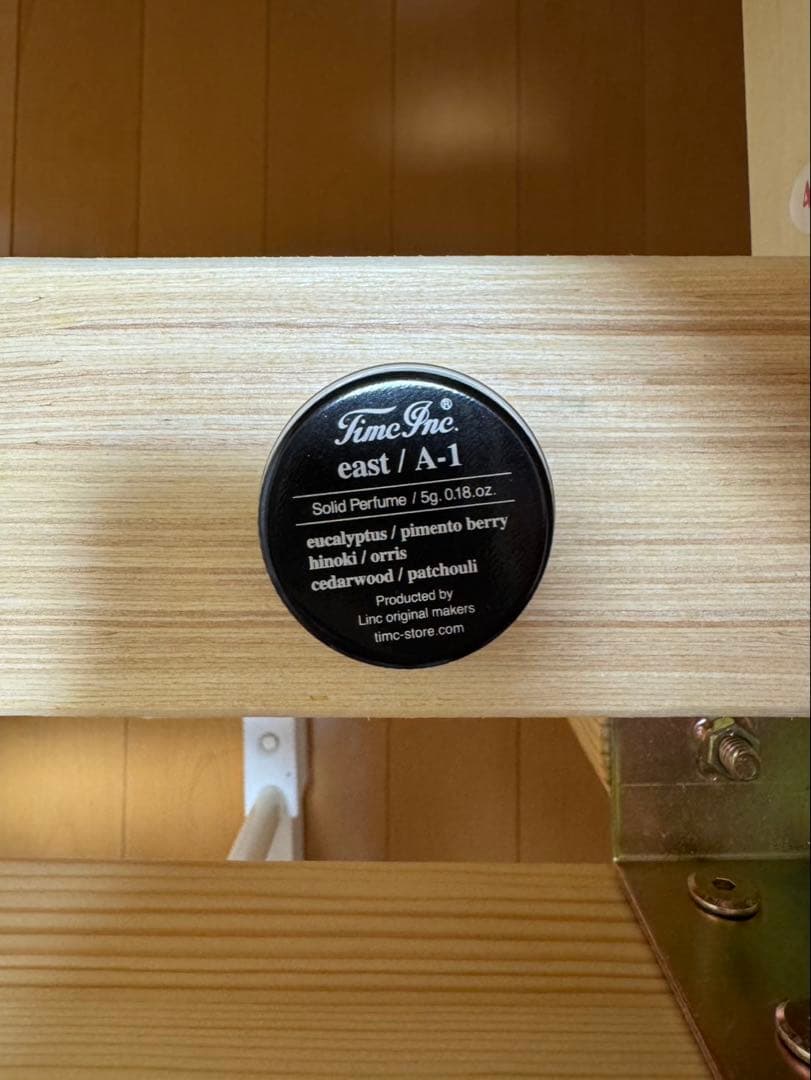 Timc Inc.®
east / A-1
Solid Perfume / 5g. 0.18.oz.
eucalyptus / pimento berry
hinoki / orris
cedarwood / patchouli
Producted by
Linc original makers
timc-store.com